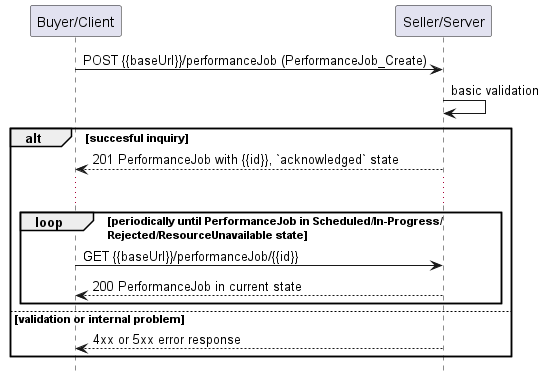 Buyer/Client
Seller/Server
POST {{baseUrl}}/performanceJob (PerformanceJob_Create)
basic validation
alt
[succesful inquiry]
201 PerformanceJob with {{id}}, `acknowledged` state
loop
[periodically until PerformanceJob in Scheduled/In-Progress/
Rejected/ResourceUnavailable state]
GET {{baseUrl}}/performanceJob/{{id}}
200 PerformanceJob in current state
[validation or internal problem]
4xx or 5xx error response